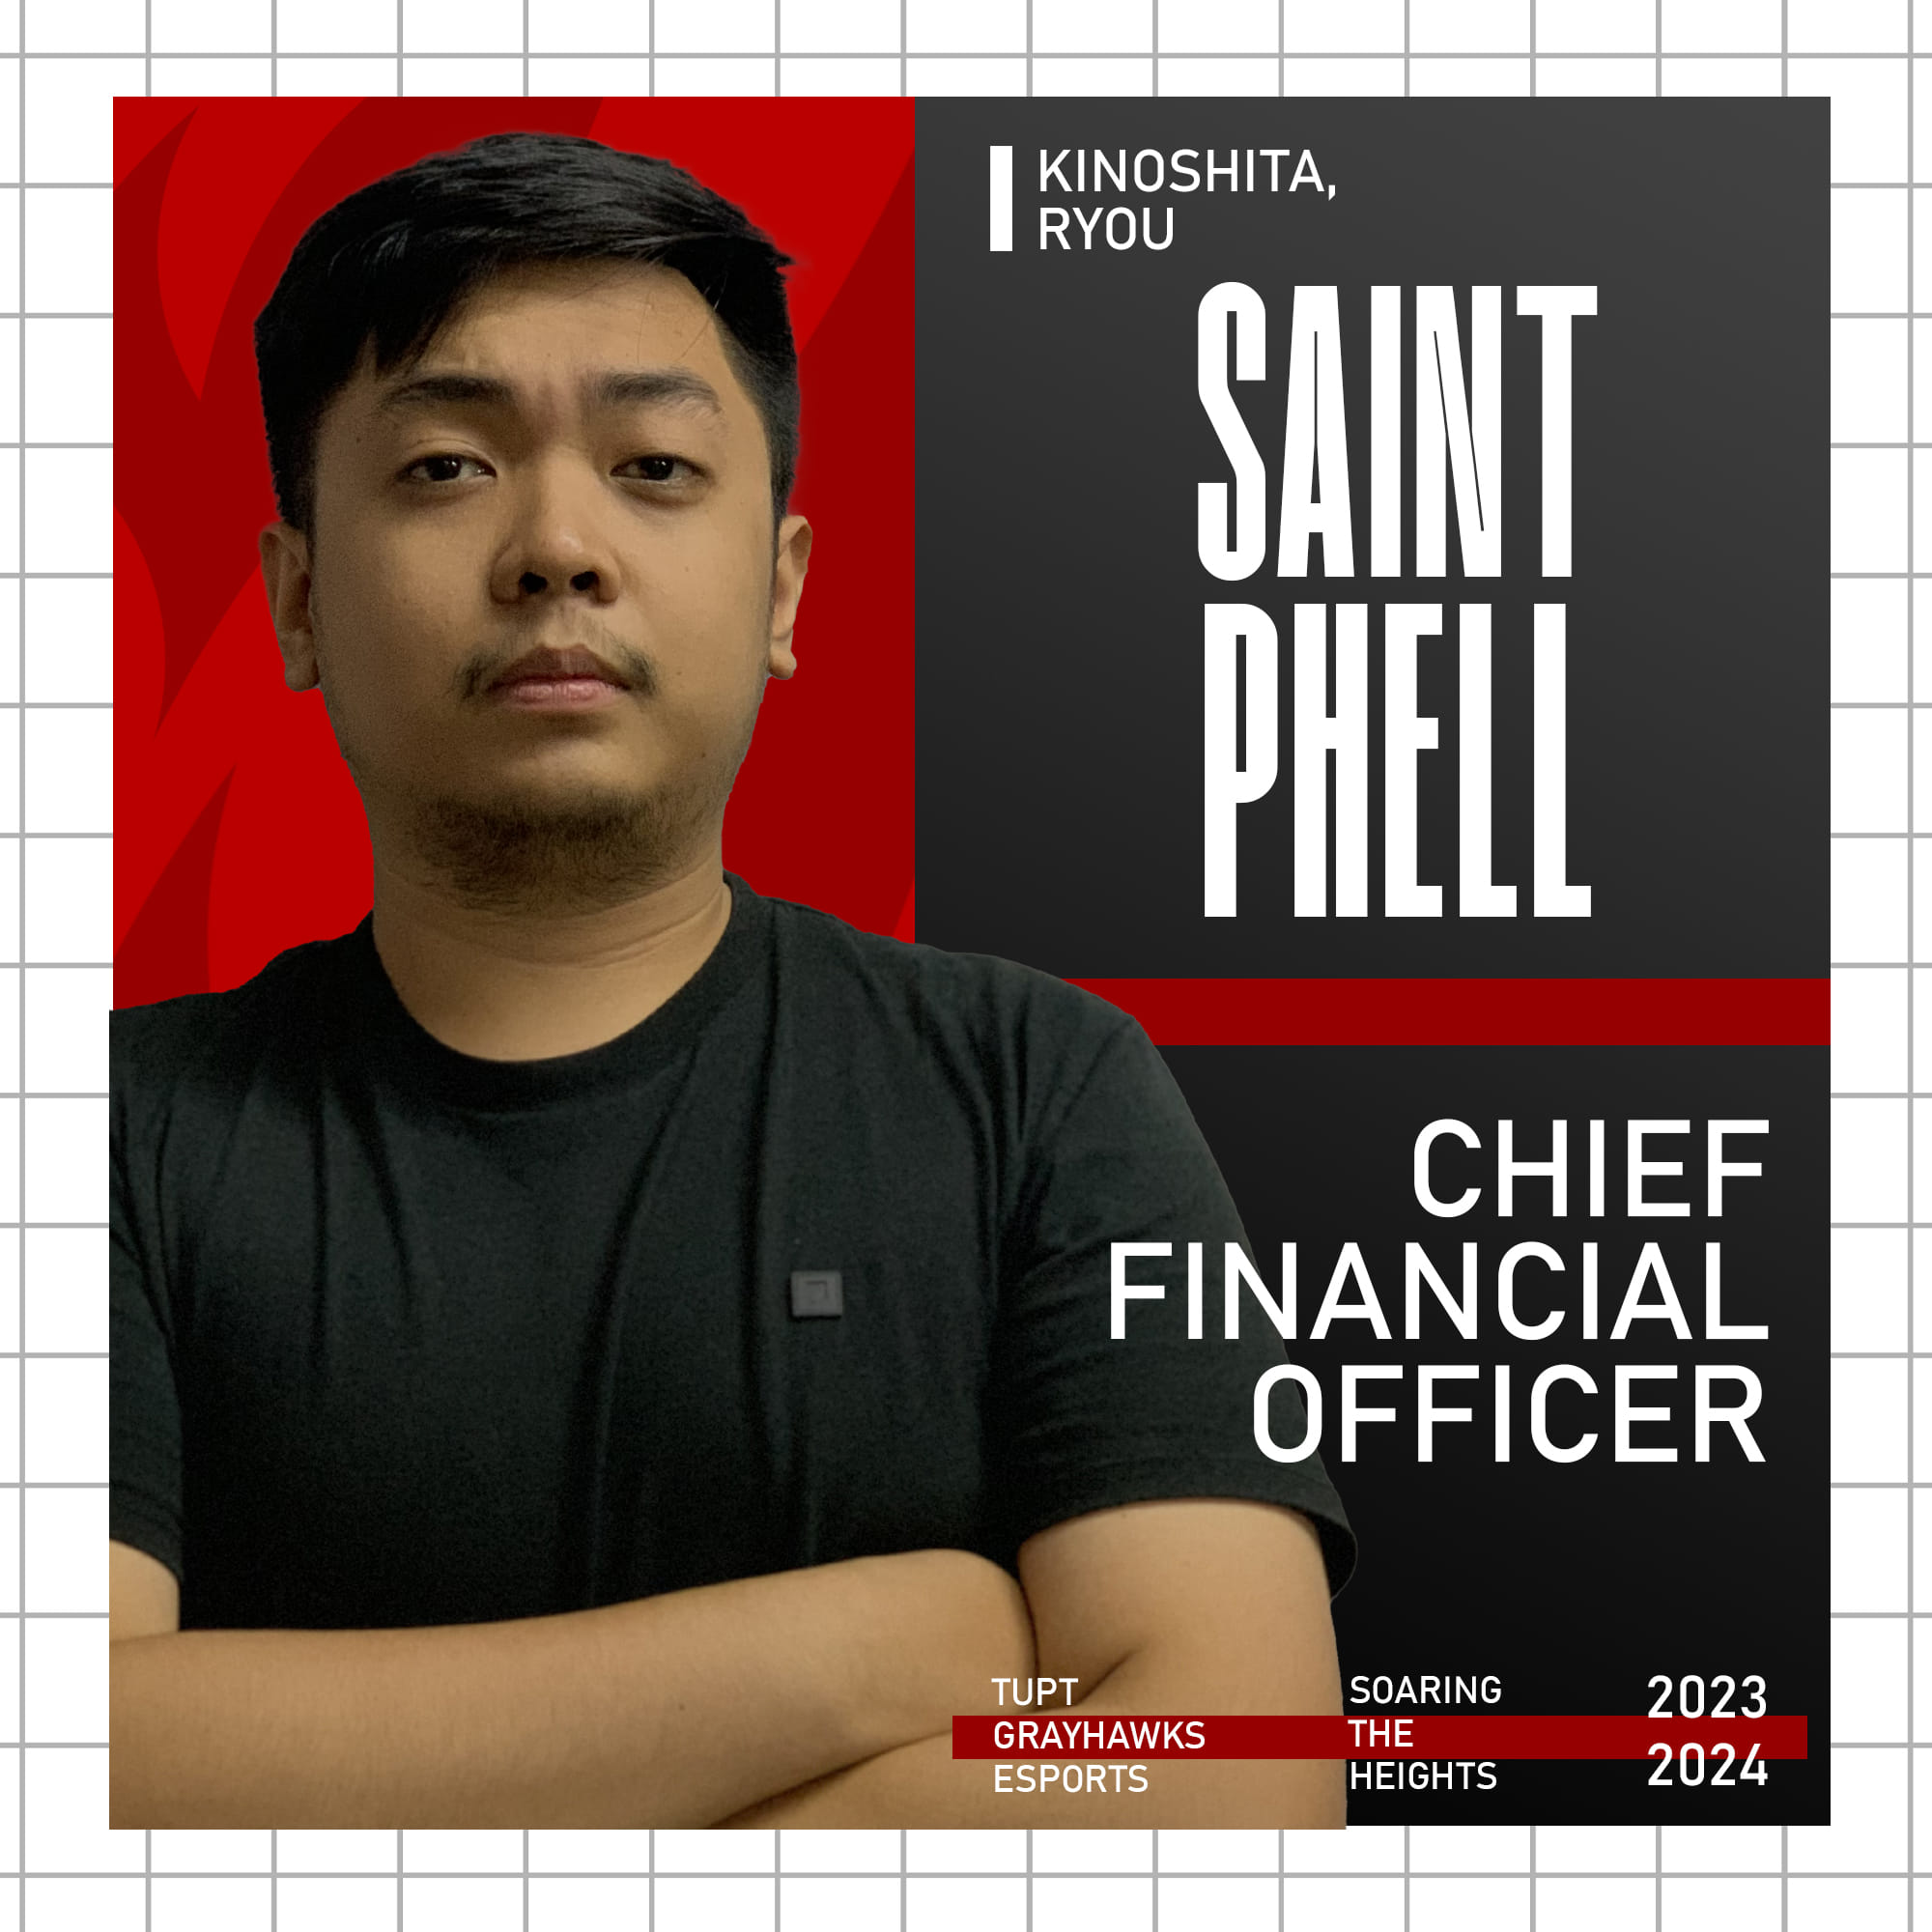 KINOSHITA,
RYOU
SAINT
PHELL
CHIEF
FINANCIAL
OFFICER
TUPT
GRAYHAWKS
ESPORTS
SOARING
THE
HEIGHTS
2023
2024